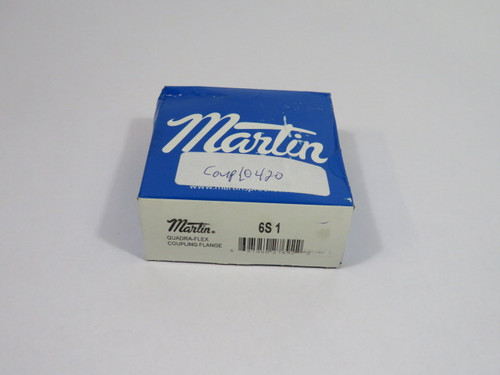 Martin
Coupl0420
Martin®
QUADRA-FLEX
COUPLING FLANGE
6S 1